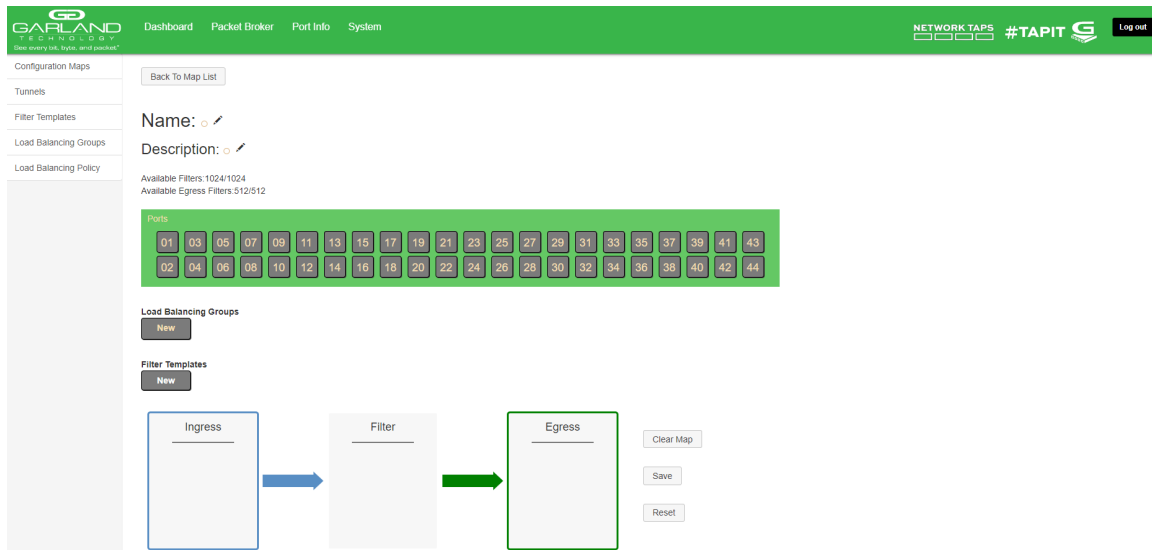 GARLAND
TECHNOLOGY
See every bit, byte, and packet®
Dashboard Packet Broker Port Info System
NETWORK TAPS
#TAPIT
Log out
Configuration Maps
Tunnels
Filter Templates
Load Balancing Groups
Load Balancing Policy
Back To Map List
Name:
Description:
Available Filters:1024/1024
Available Egress Filters:512/512
Ports
01 03 05 07 09 11 13 15 17 19 21 23 25 27 29 31 33 35 37 39 41 43
02 04 06 08 10 12 14 16 18 20 22 24 26 28 30 32 34 36 38 40 42 44
Load Balancing Groups
New
Filter Templates
New
Ingress
Filter
Egress
Clear Map
Save
Reset